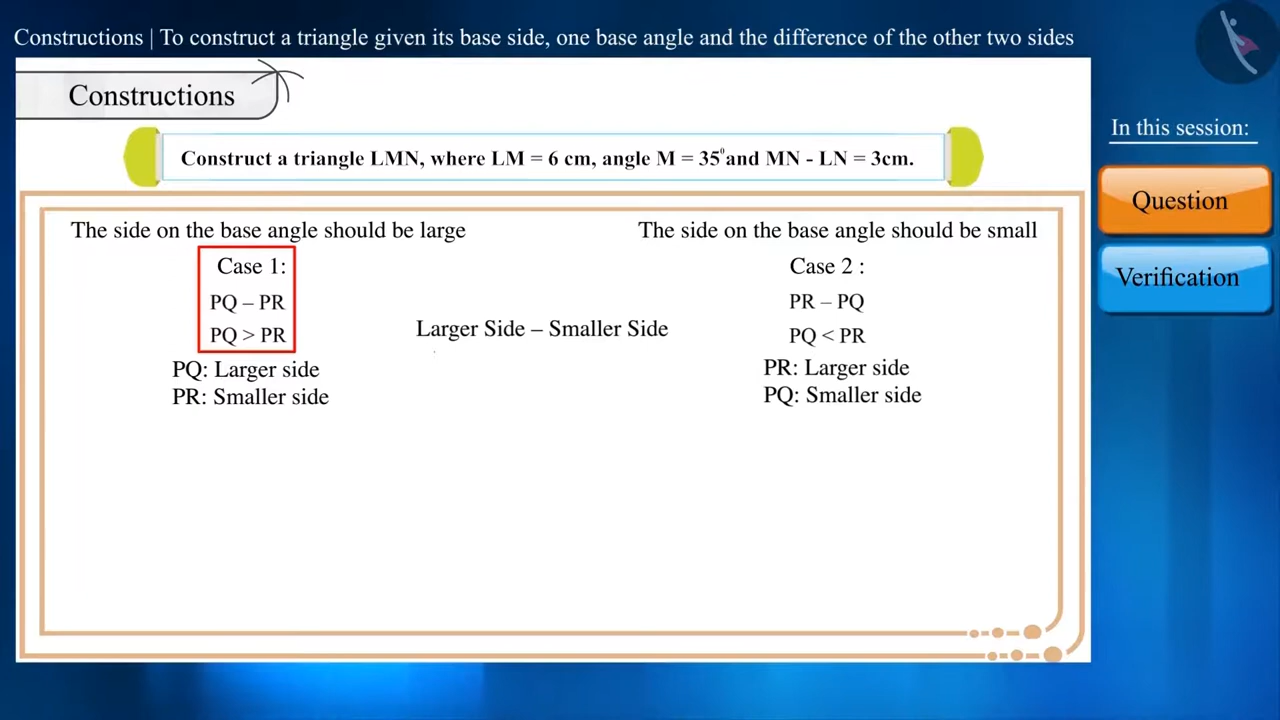 Constructions | To construct a triangle given its base side, one base angle and the difference of the other two sides
Constructions
In this session:
Construct a triangle LMN, where LM = 6 cm, angle M = 35⁰ and MN - LN = 3cm.
Question
Verification
The side on the base angle should be large
Case 1:
PQ – PR
PQ > PR
PQ: Larger side
PR: Smaller side
Larger Side – Smaller Side
The side on the base angle should be small
Case 2 :
PR – PQ
PQ < PR
PR: Larger side
PQ: Smaller side